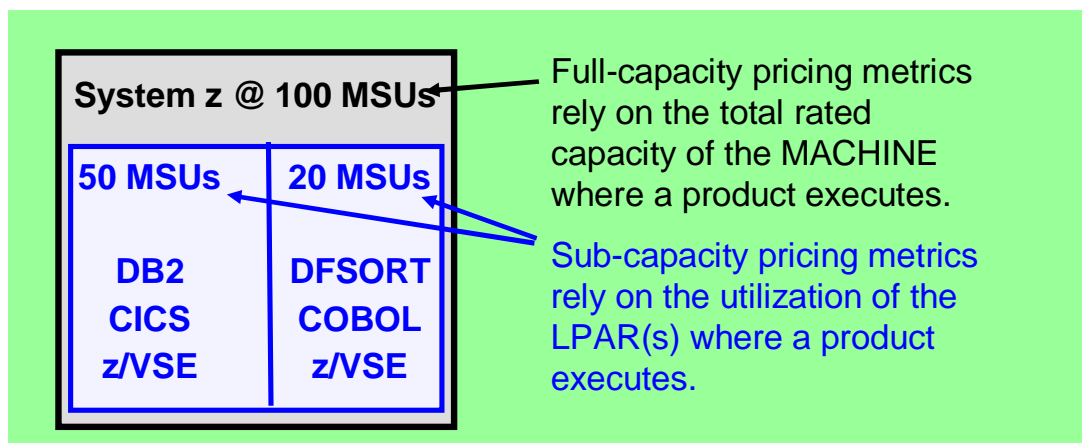 System z @ 100 MSUs
50 MSUs
DB2
CICS
z/VSE
20 MSUs
DFSORT
COBOL
z/VSE
Full-capacity pricing metrics
rely on the total rated
capacity of the MACHINE
where a product executes.
Sub-capacity pricing metrics
rely on the utilization of the
LPAR(s) where a product
executes.